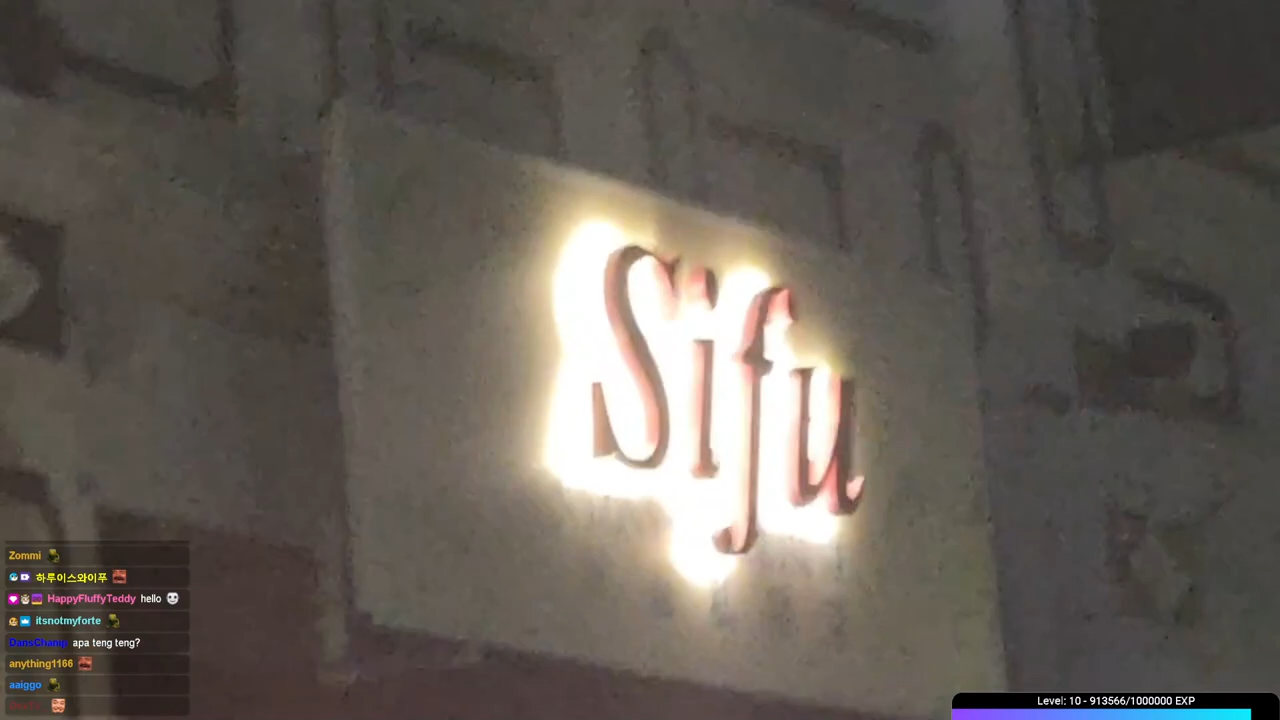 Sifu
Zommi
하루이스와이푸
HappyFluffyTeddy hello
itsnotmyforte
DansChamp apa teng teng?
anything1166
aaiggo
Level: 10 - 913566/1000000 EXP